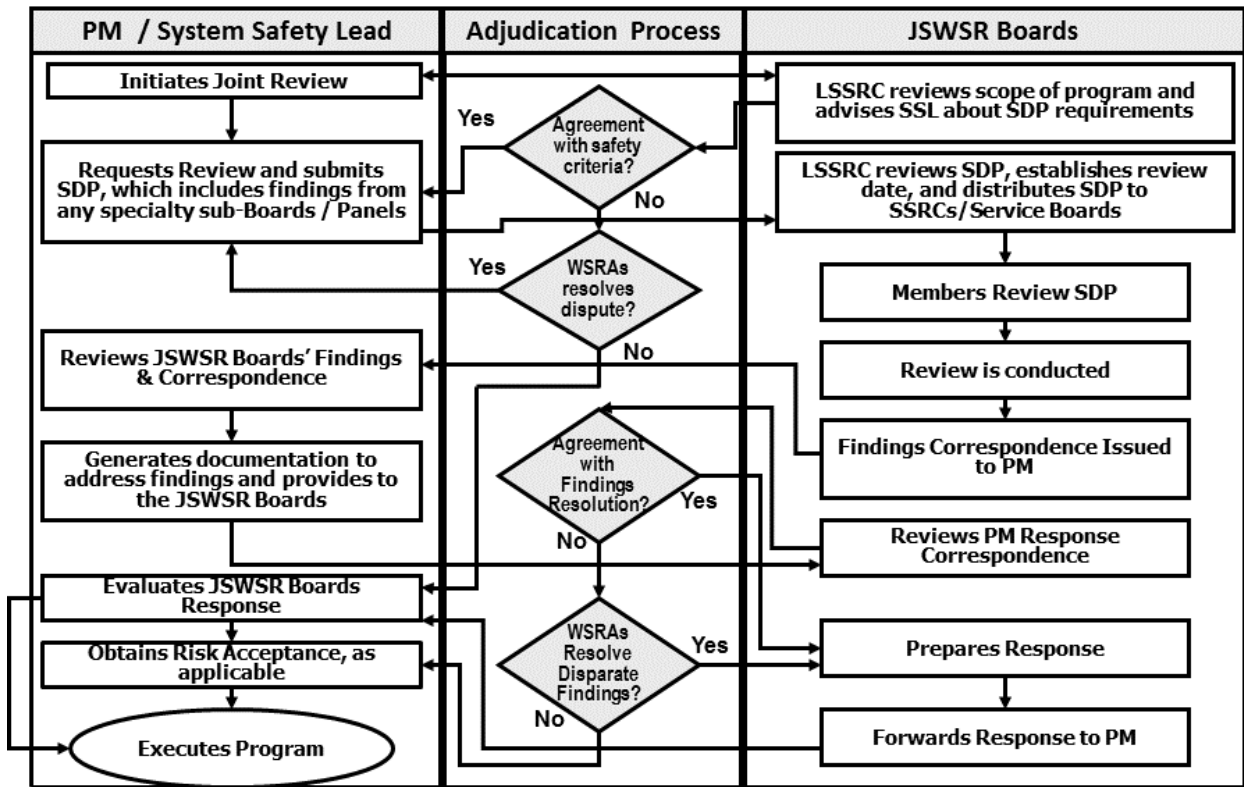 PM / System Safety Lead
Adjudication Process
JSWSR Boards
Initiates Joint Review
Requests Review and submits
SDP, which includes findings from
any specialty sub-Boards / Panels
Reviews JSWSR Boards' Findings
& Correspondence
Generates documentation to
address findings and provides to
the JSWSR Boards
Evaluates JSWSR Boards
Response
Obtains Risk Acceptance, as
applicable
Executes Program
Yes
Agreement
with safety
criteria?
No
Yes
WSRAs
resolves
dispute?
No
Agreement
with
Findings
Resolution?
Yes
No
WSRAs
Resolve
Disparate
Findings?
Yes
No
LSSRC reviews scope of program and
advises SSL about SDP requirements
LSSRC reviews SDP, establishes review
date, and distributes SDP to
SSRCs/Service Boards
Members Review SDP
Review is conducted
Findings Correspondence Issued
to PM
Reviews PM Response
Correspondence
Prepares Response
Forwards Response to PM